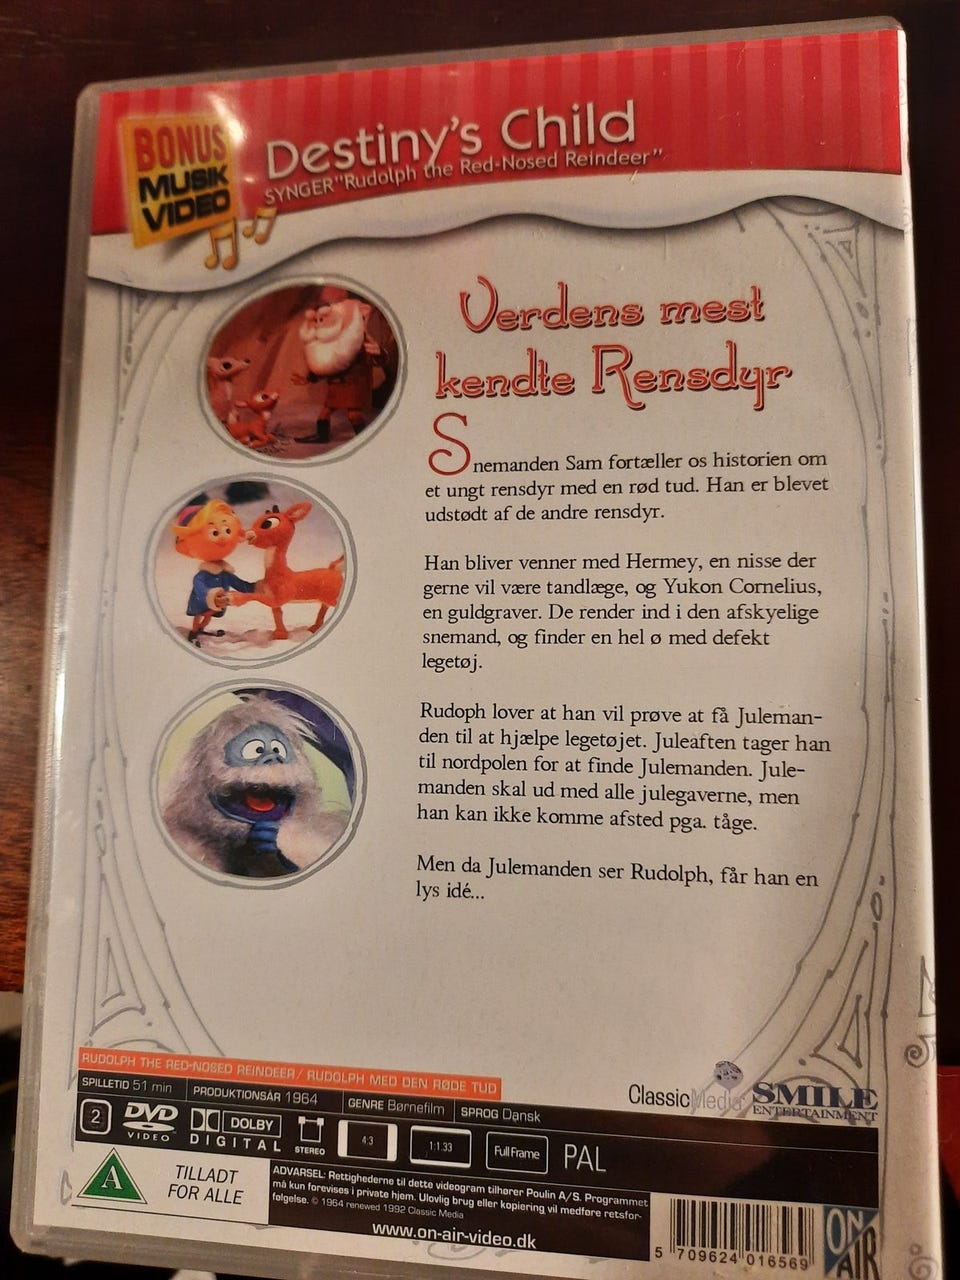 BONUS
MUSIK
VIDEO
Destiny's Child
SYNGER "Rudolph the Red-Nosed Reindeer"
Verdens mest
kendte Rensdyr
Snemanden Sam fortæller os historien om
et ungt rensdyr med en rød tud. Han er blevet
udstødt af de andre rensdyr.
Han bliver venner med Hermey, en nisse der
gerne vil være tandlæge, og Yukon Cornelius,
en guldgraver. De render ind i den afskyelige
snemand, og finder en hel ø med defekt
legetøj.
Rudoph lover at han vil prøve at få Juleman-
den til at hjælpe legetøjet. Juleaften tager han
til nordpolen for at finde Julemanden. Jule-
manden skal ud med alle julegaverne, men
han kan ikke komme afsted pga. tåge.
Men da Julemanden ser Rudolph, får han en
lys idé...
RUDOLPH THE RED-NOSED REINDEER/ RUDOLPH MED DEN RØDE TUD
ClassicMedia
SMILE
ENTERTAINMENT
SPILLETID 51 min PRODUKTIONSÅR 1964 GENRE Børnefilm SPROG Dansk
2 DVD VIDEO DOLBY DIGITAL STEREO 4:3 1:1.33 Full Frame PAL
A
TILLADT
FOR ALLE
ADVARSEL: Rettighederne til dette videogram tilhører Poulin A/S. Programmet
må kun forevises i private hjem. Ulovlig brug eller kopiering vil medføre retsfor-
følgelse. © 1964 renewed 1992 Classic Media
www.on-air-video.dk
5 709624 016569
ON
AIR